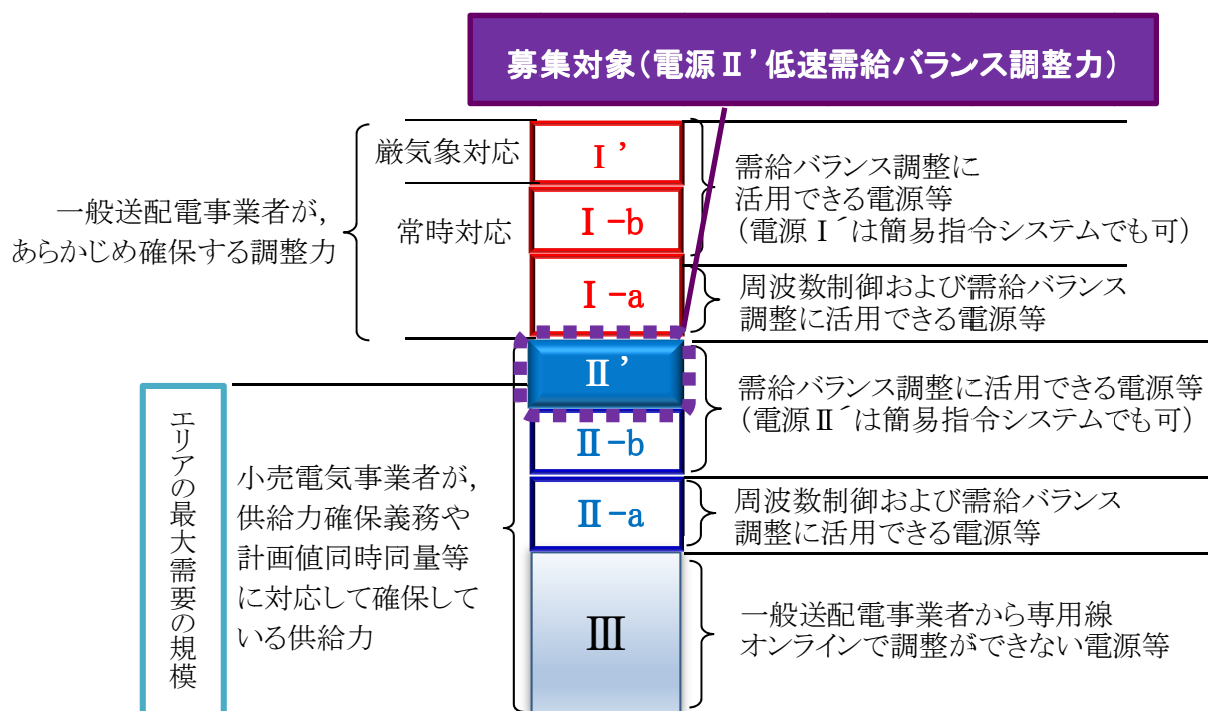 募集対象(電源Ⅱ’低速需給バランス調整力)
厳気象対応
Ⅰ’
需給バランス調整に
活用できる電源等
(電源Ⅰ´は簡易指令システムでも可)
一般送配電事業者が,
あらかじめ確保する調整力
常時対応
Ⅰ-b
Ⅰ-a
周波数制御および需給バランス
調整に活用できる電源等
Ⅱ’
需給バランス調整に活用できる電源等
(電源Ⅱ´は簡易指令システムでも可)
Ⅱ-b
エリアの最大需要の規模
小売電気事業者が,
供給力確保義務や
計画値同時同量等
に対応して確保して
いる供給力
Ⅱ-a
周波数制御および需給バランス
調整に活用できる電源等
Ⅲ
一般送配電事業者から専用線
オンラインで調整ができない電源等